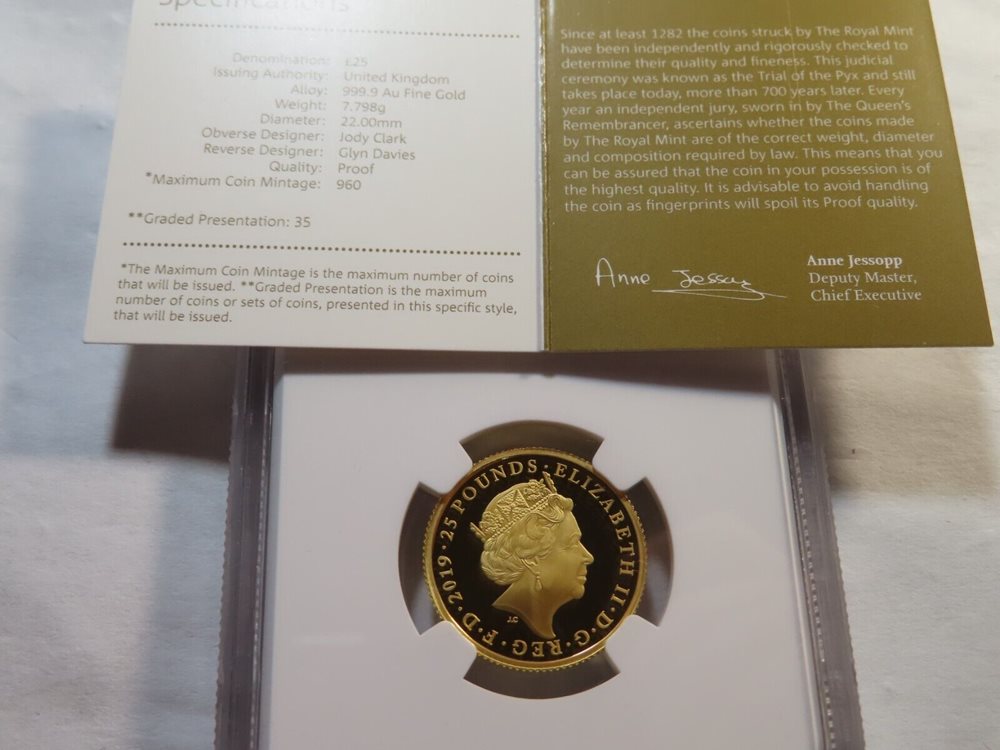 Specifications
Denomination: £25
Issuing Authority: United Kingdom
Alloy: 999.9 Au Fine Gold
Weight: 7.798g
Diameter: 22.00mm
Obverse Designer: Jody Clark
Reverse Designer: Glyn Davies
Quality: Proof
*Maximum Coin Mintage: 960
**Graded Presentation: 35
*The Maximum Coin Mintage is the maximum number of coins
that will be issued. **Graded Presentation is the maximum
number of coins or sets of coins, presented in this specific style,
that will be issued.
Since at least 1282 the coins struck by The Royal Mint
have been independently and rigorously checked to
determine their quality and fineness. This judicial
ceremony was known as the Trial of the Pyx and still
takes place today, more than 700 years later. Every
year an independent jury, sworn in by The Queen's
Remembrancer, ascertains whether the coins made
by The Royal Mint are of the correct weight, diameter
and composition required by law. This means that you
can be assured that the coin in your possession is of
the highest quality. It is advisable to avoid handling
the coin as fingerprints will spoil its Proof quality.
Anne Jessopp
Anne Jessopp
Deputy Master,
Chief Executive
ELIZABETH II·D·G·REG·F·D·2019·25 POUNDS·
J.C